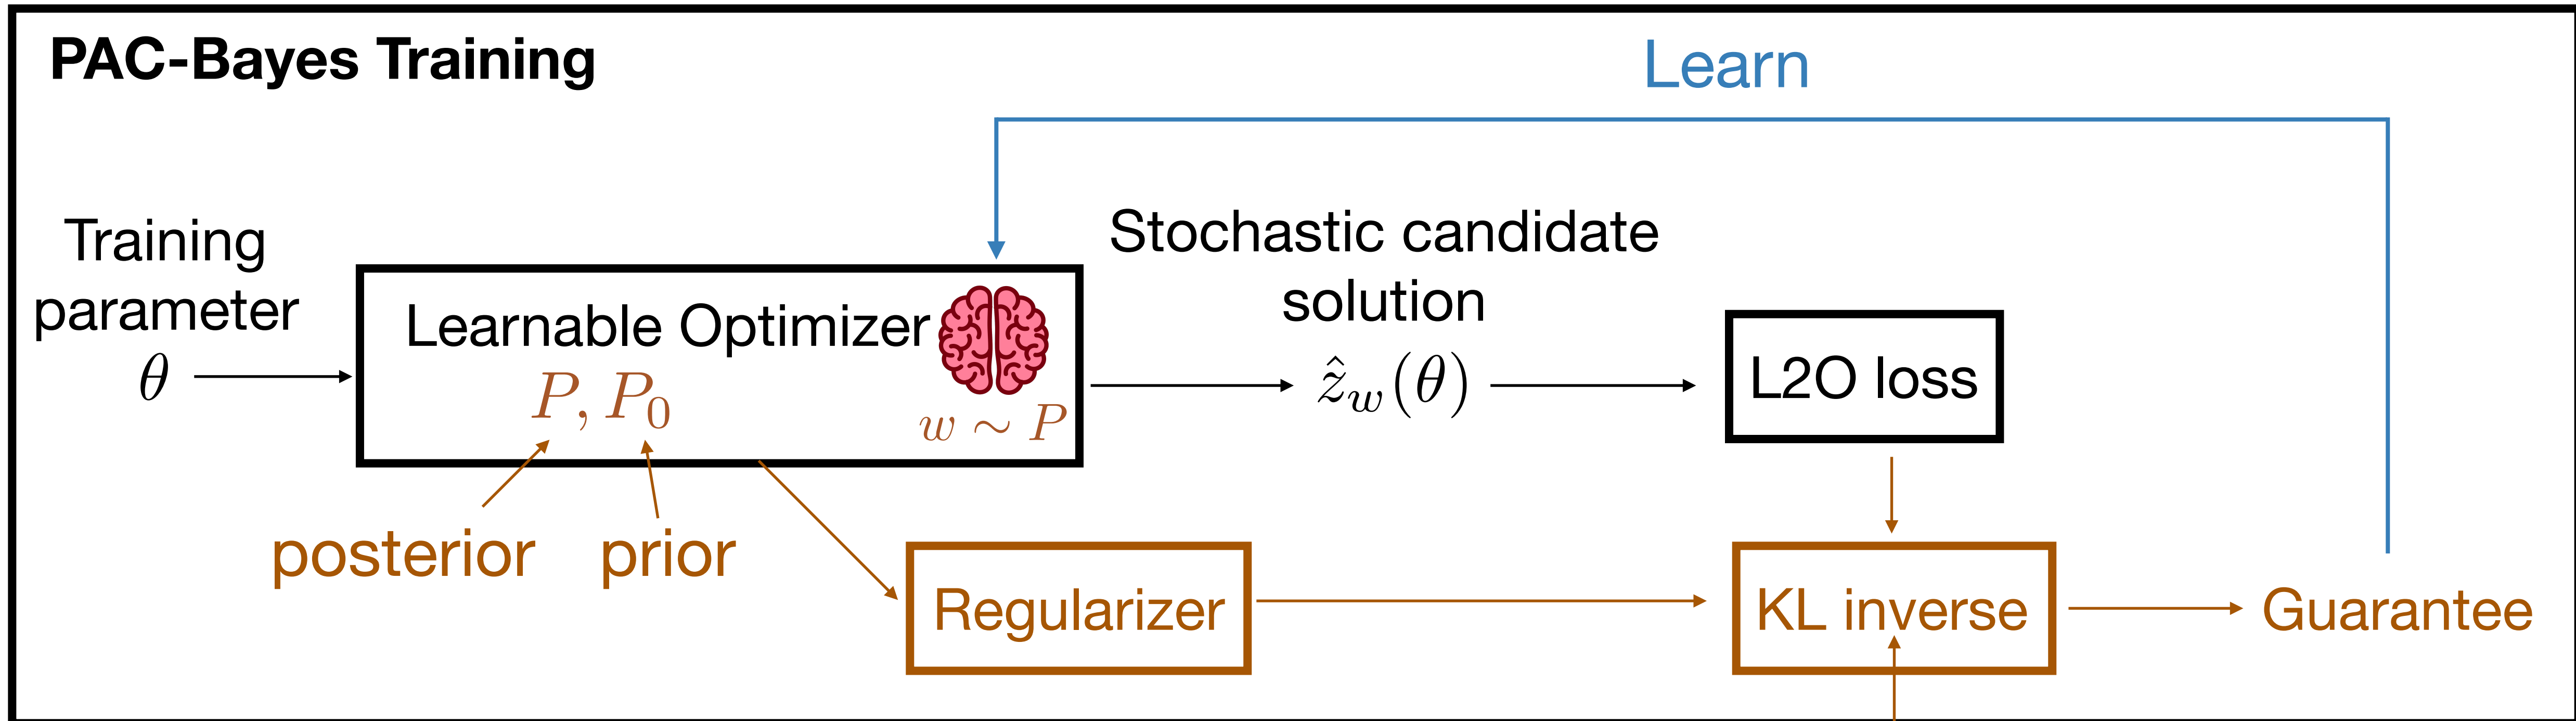 PAC-Bayes Training
Learn
Training
parameter
θ
Learnable Optimizer
P, P₀
w ∼ P
Stochastic candidate
solution
ẑ_w(θ)
L2O loss
posterior
prior
Regularizer
KL inverse
Guarantee